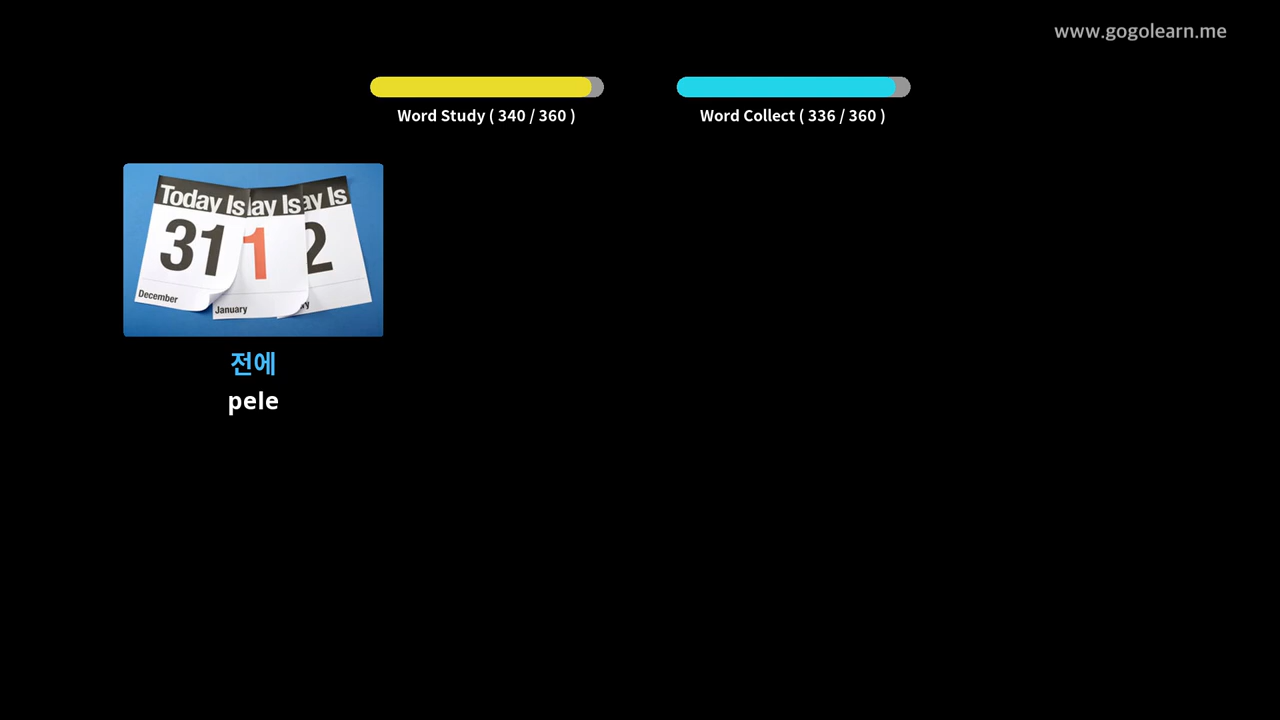 www.gogolearn.me
Word Study ( 340 / 360 )
Word Collect ( 336 / 360 )
Today Is
ay Is
ay Is
31
1
2
December
January
ry
전에
pele